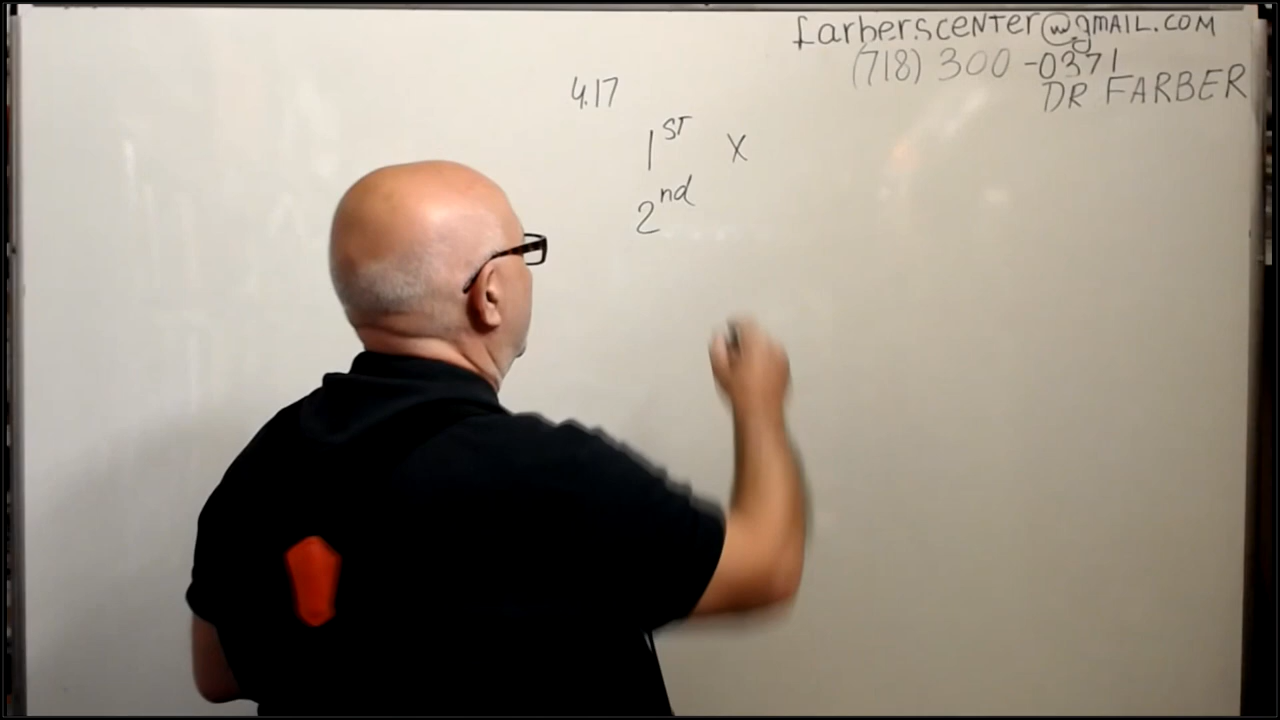 farberscenter@gmail.com
(718) 300-0371
DR FARBER
4.17
1ST X
2nd